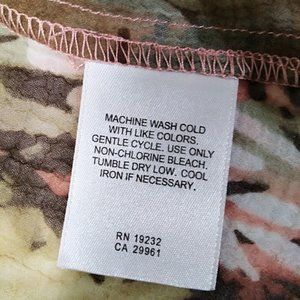 MACHINE WASH COLD
WITH LIKE COLORS,
GENTLE CYCLE. USE ONLY
NON-CHLORINE BLEACH.
TUMBLE DRY LOW. COOL
IRON IF NECESSARY.
RN 19232
CA 29961